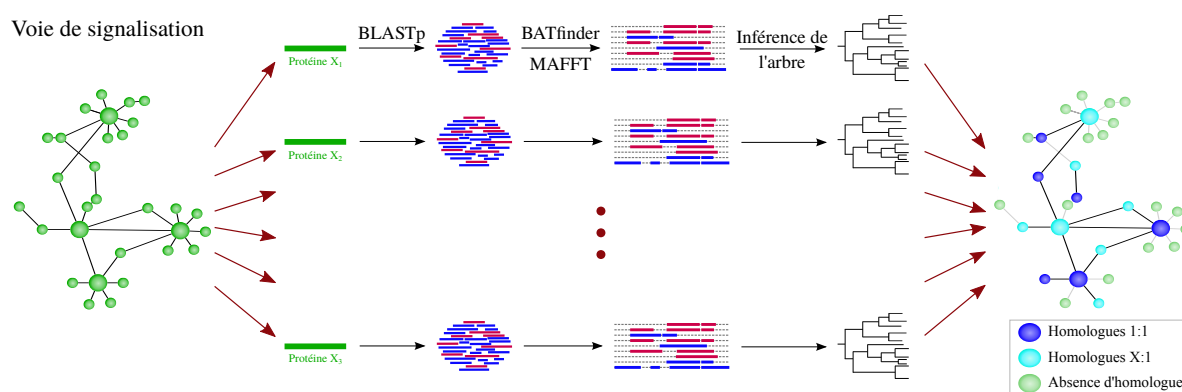 Voie de signalisation
BLASTp
BATfinder
MAFFT
Inférence de
l'arbre
Protéine X₁
Protéine X₂
Protéine X₃
Homologues 1:1
Homologues X:1
Absence d'homologue